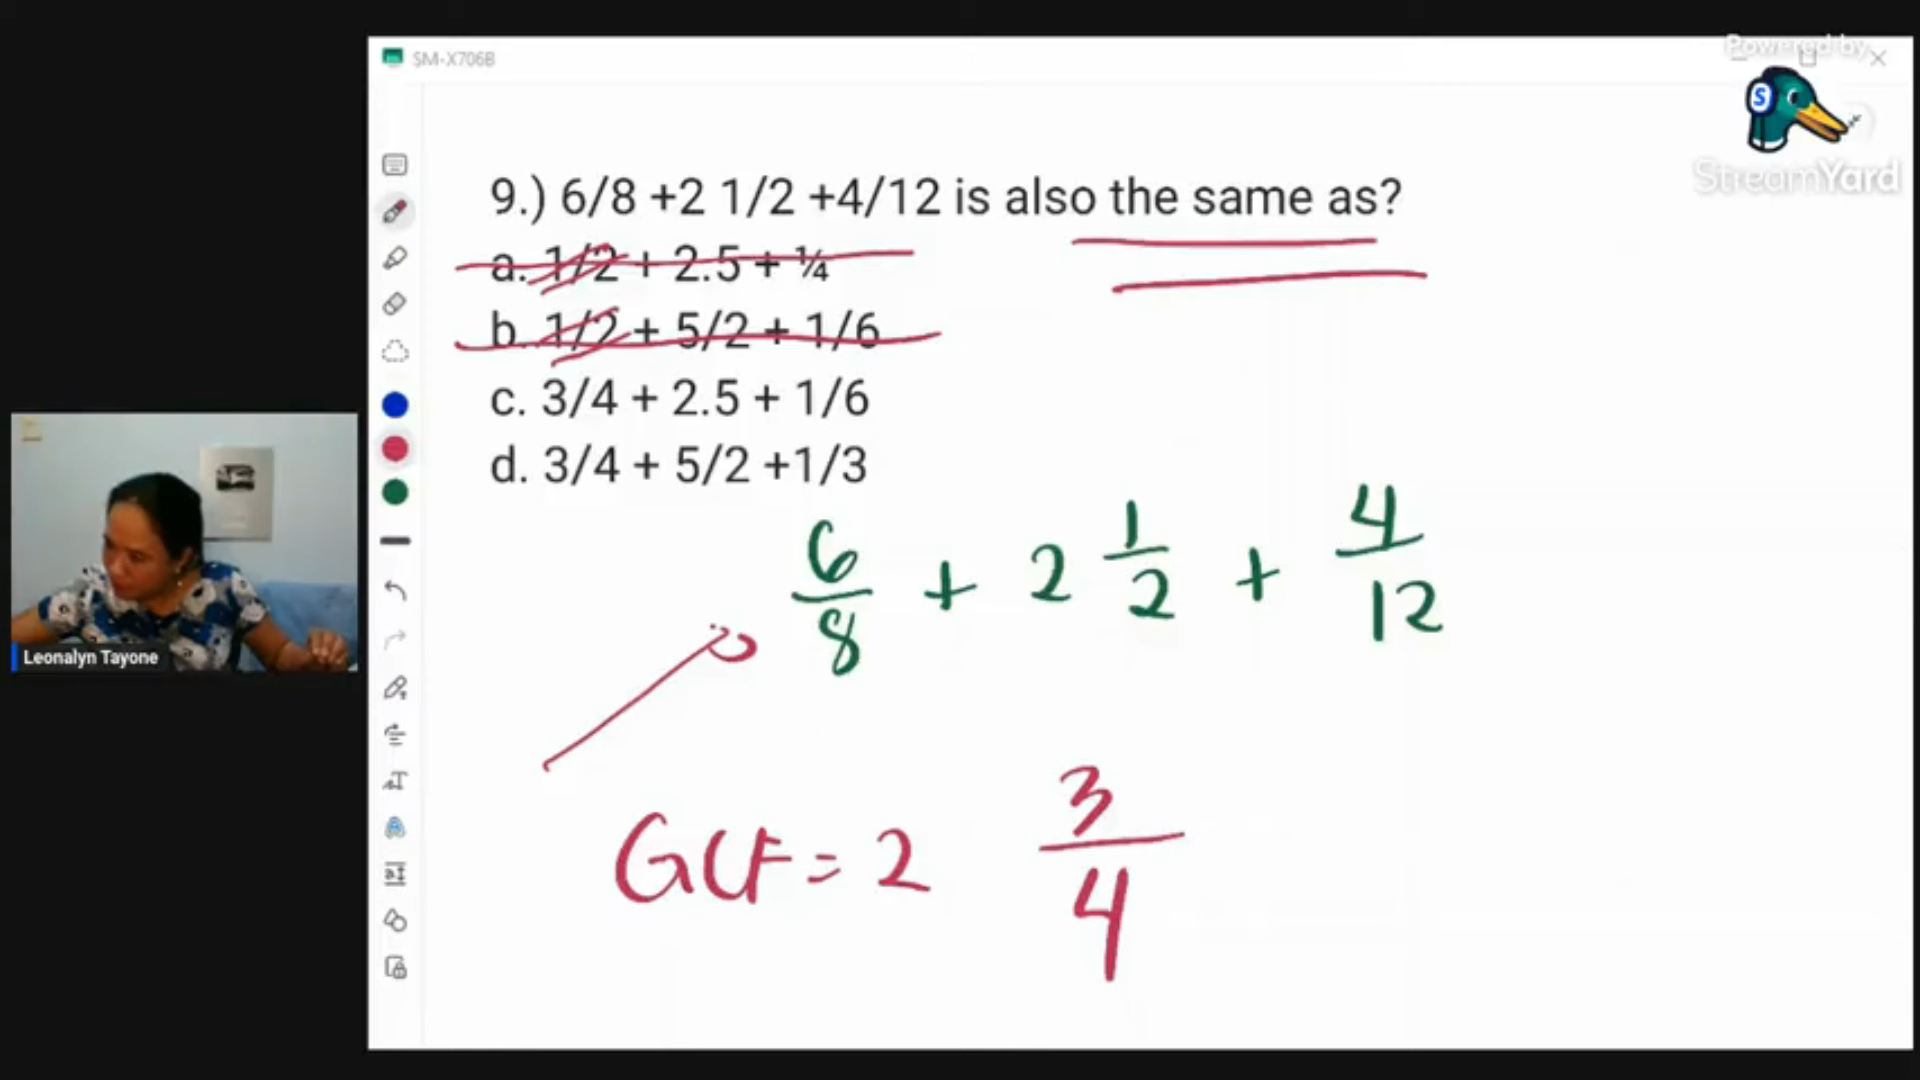 SM-X706B
Powered by
StreamYard
9.) 6/8 +2 1/2 +4/12 is also the same as?
a. 1/2 + 2.5 + ¼
b. 1/2 + 5/2 + 1/6
c. 3/4 + 2.5 + 1/6
d. 3/4 + 5/2 +1/3
6/8 + 2 1/2 + 4/12
GCF = 2 3/4
Leonalyn Tayone